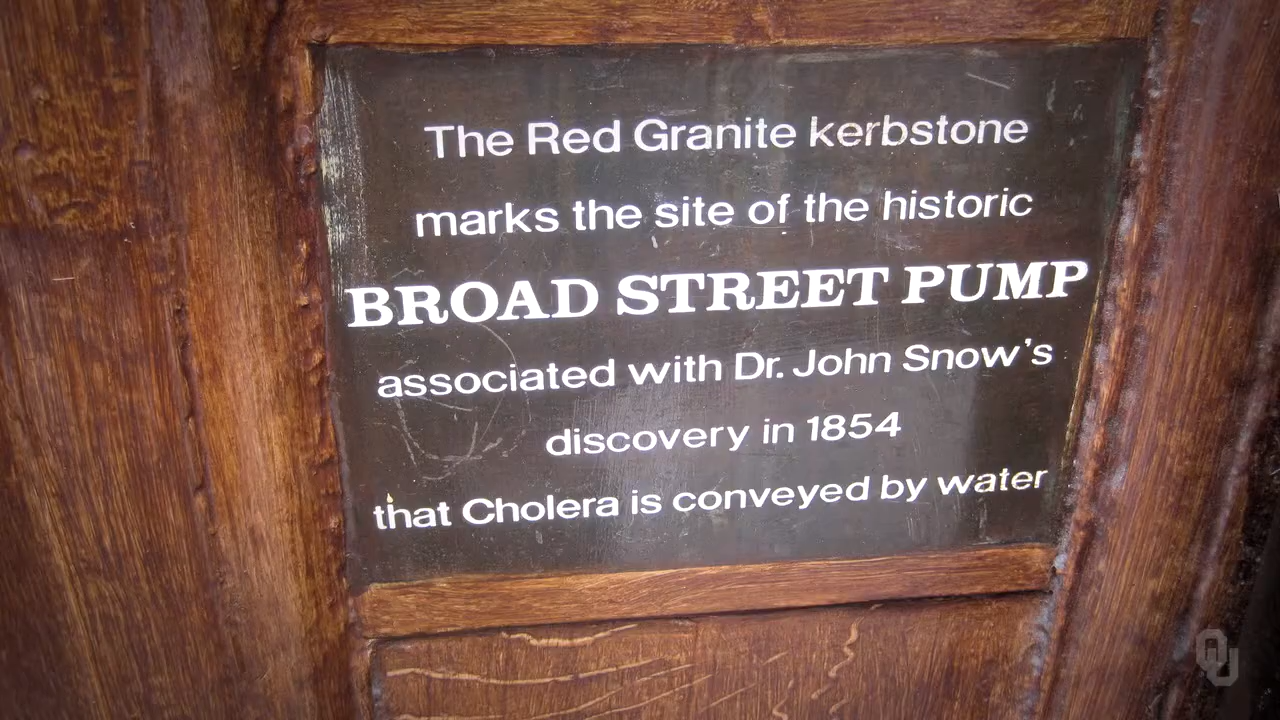 The Red Granite kerbstone
marks the site of the historic
BROAD STREET PUMP
associated with Dr. John Snow's
discovery in 1854
that Cholera is conveyed by water
OU